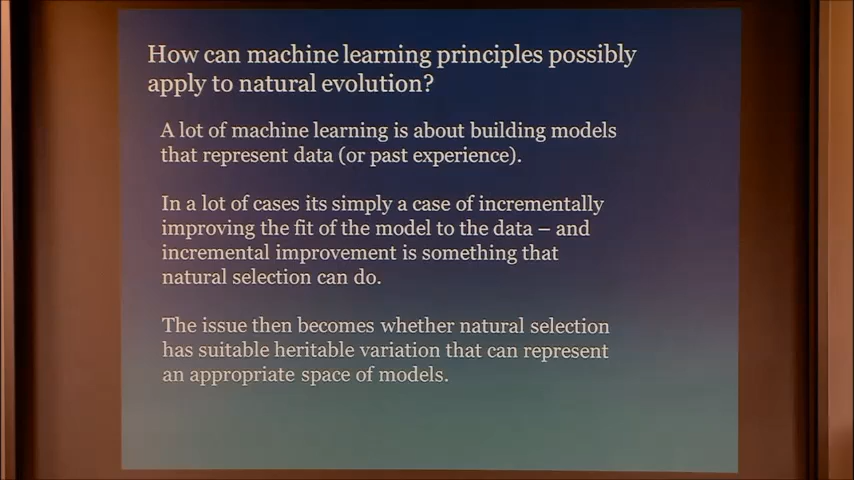 How can machine learning principles possibly
apply to natural evolution?
A lot of machine learning is about building models
that represent data (or past experience).
In a lot of cases its simply a case of incrementally
improving the fit of the model to the data – and
incremental improvement is something that
natural selection can do.
The issue then becomes whether natural selection
has suitable heritable variation that can represent
an appropriate space of models.